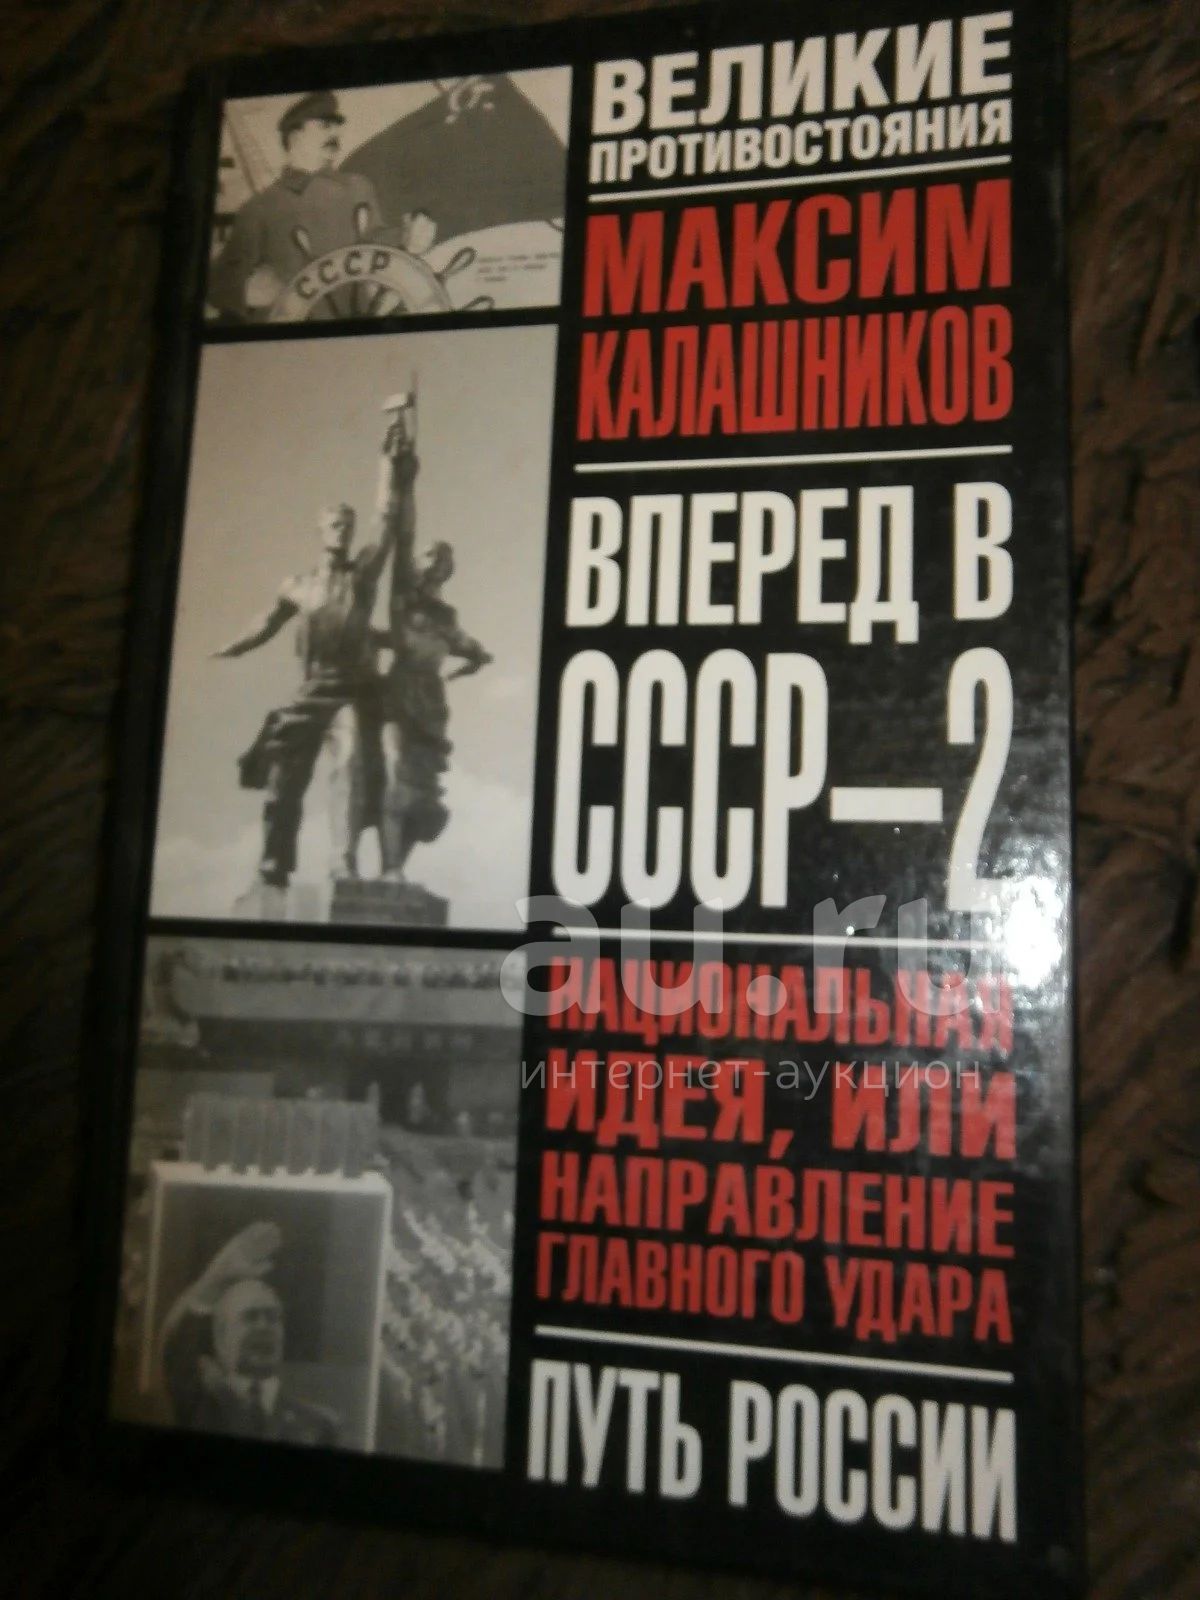 ВЕЛИКИЕ
ПРОТИВОСТОЯНИЯ
МАКСИМ
КАЛАШНИКОВ
ВПЕРЕД В
СССР–2
НАЦИОНАЛЬНАЯ
ИДЕЯ, ИЛИ
НАПРАВЛЕНИЕ
ГЛАВНОГО УДАРА
ПУТЬ РОССИИ
СССР
au.ru
интернет-аукцион